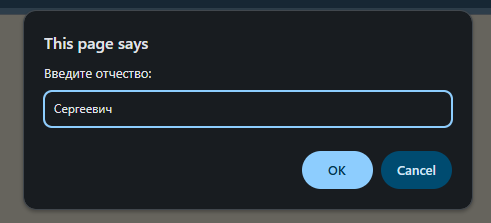 This page says
Введите отчество:
Сергеевич
OK
Cancel